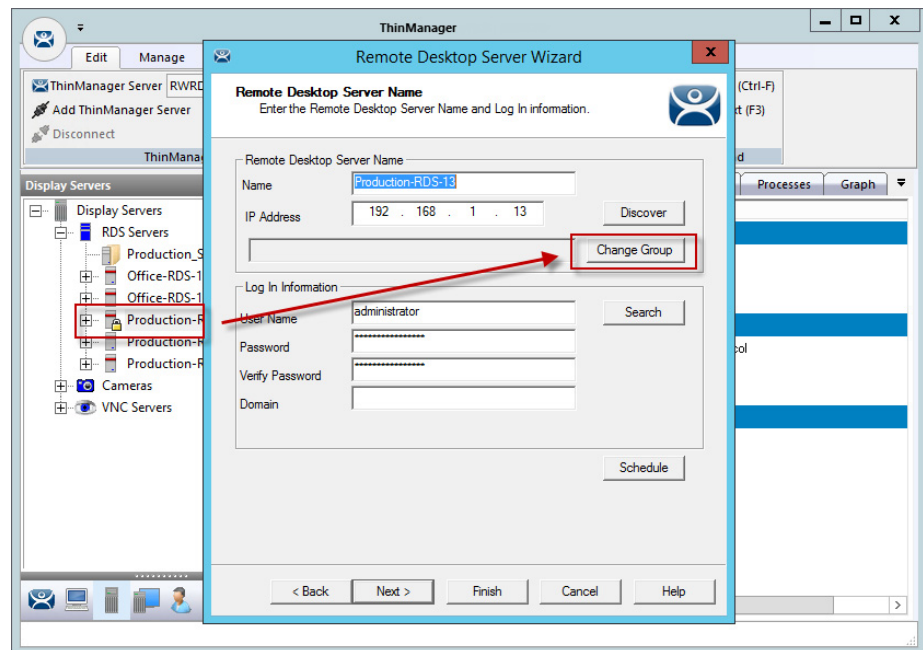 ThinManager
Edit Manage
ThinManager Server RWRD
Add ThinManager Server
Disconnect
ThinMana
(Ctrl-F)
xt (F3)
d
Display Servers
Processes Graph
Display Servers
RDS Servers
Production_S
Office-RDS-1
Office-RDS-1
Production-R
Production-R
Production-R
Cameras
VNC Servers
col
Remote Desktop Server Wizard
X
Remote Desktop Server Name
Enter the Remote Desktop Server Name and Log In information.
Remote Desktop Server Name
Name Production-RDS-13
IP Address 192 . 168 . 1 . 13 Discover
Change Group
Log In Information
User Name administrator Search
Password ****************
Verify Password ****************
Domain
Schedule
< Back Next > Finish Cancel Help